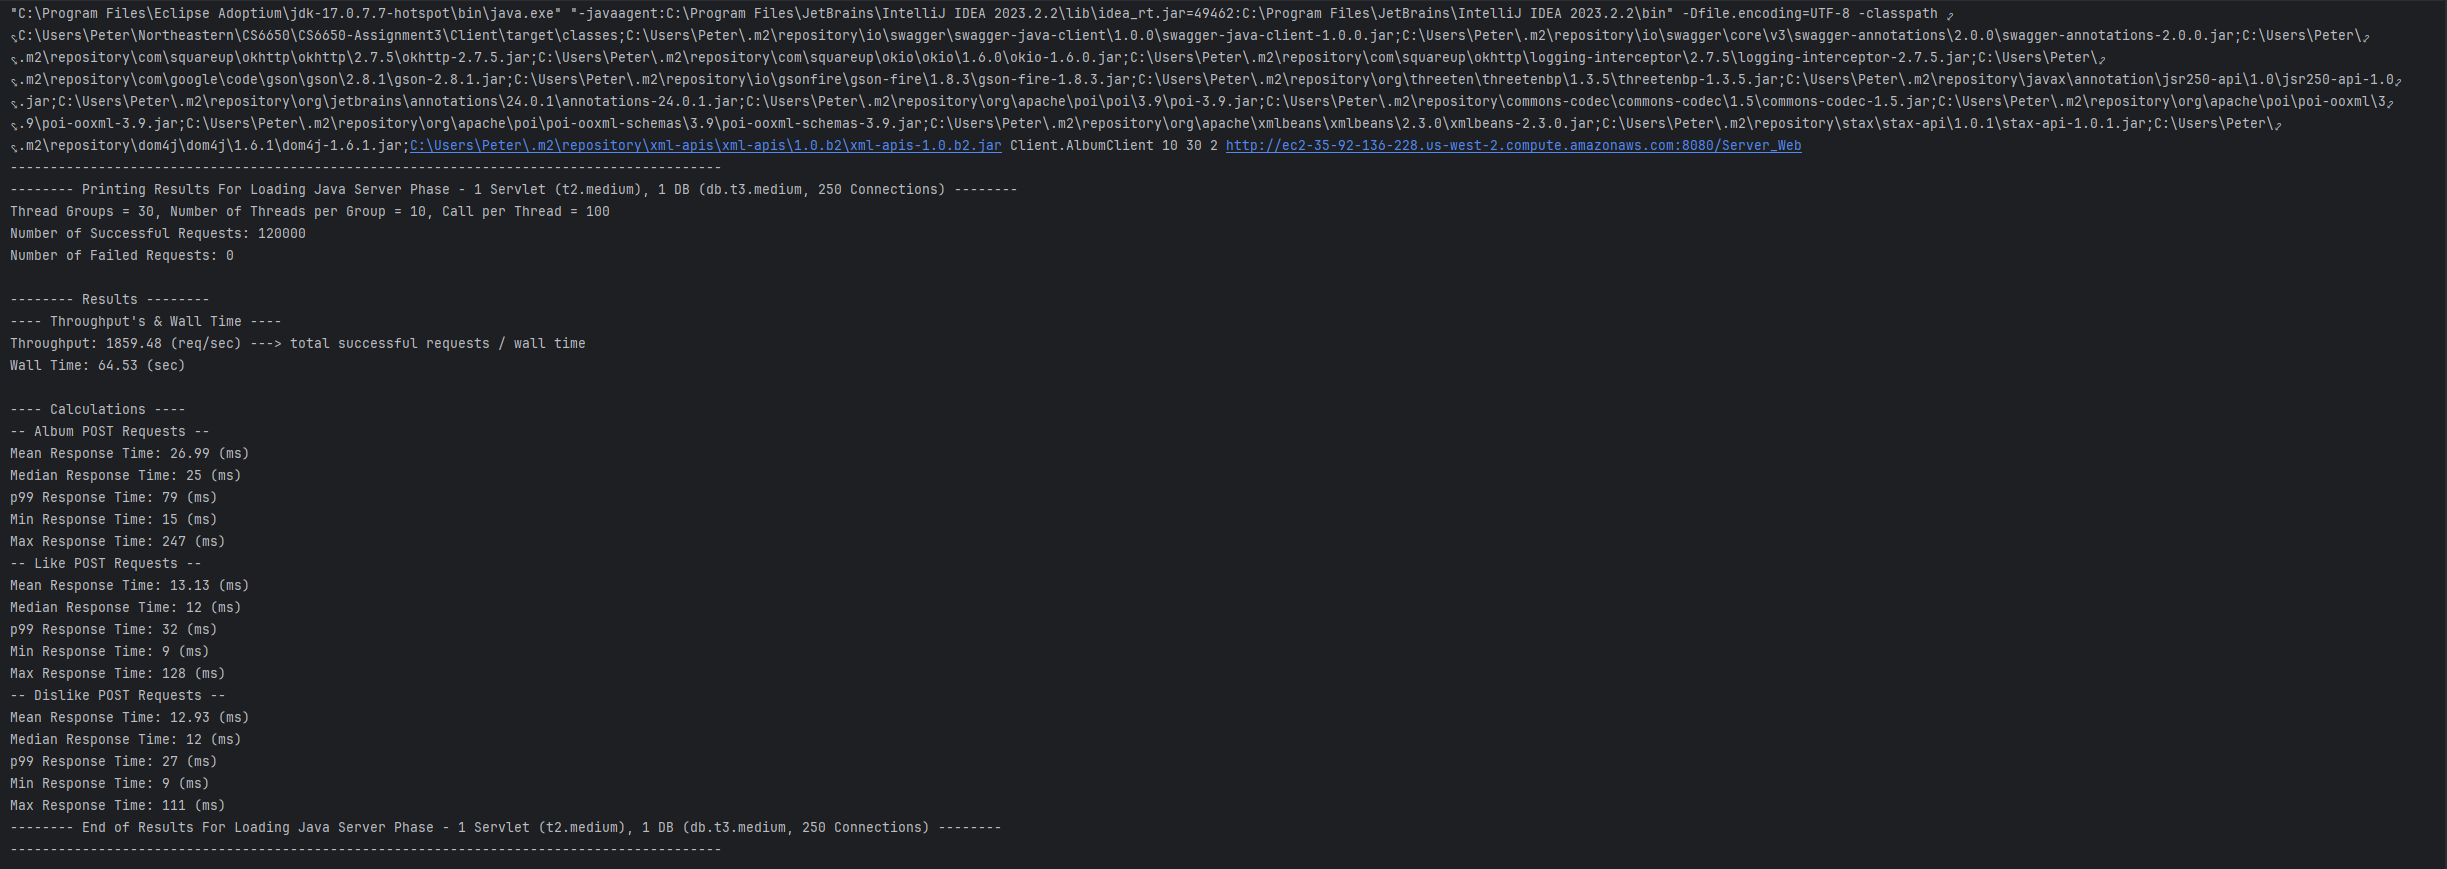 "C:\Program Files\Eclipse Adoptium\jdk-17.0.7.7-hotspot\bin\java.exe" "-javaagent:C:\Program Files\JetBrains\IntelliJ IDEA 2023.2.2\lib\idea_rt.jar=49462:C:\Program Files\JetBrains\IntelliJ IDEA 2023.2.2\bin" -Dfile.encoding=UTF-8 -classpath
C:\Users\Peter\Northeastern\CS6650\CS6650-Assignment3\Client\target\classes;C:\Users\Peter\.m2\repository\io\swagger\swagger-java-client\1.0.0\swagger-java-client-1.0.0.jar;C:\Users\Peter\.m2\repository\io\swagger\core\v3\swagger-annotations\2.0.0\swagger-annotations-2.0.0.jar;C:\Users\Peter\
.m2\repository\com\squareup\okhttp\okhttp\2.7.5\okhttp-2.7.5.jar;C:\Users\Peter\.m2\repository\com\squareup\okio\okio\1.6.0\okio-1.6.0.jar;C:\Users\Peter\.m2\repository\com\squareup\okhttp\logging-interceptor\2.7.5\logging-interceptor-2.7.5.jar;C:\Users\Peter\
.m2\repository\com\google\code\gson\gson\2.8.1\gson-2.8.1.jar;C:\Users\Peter\.m2\repository\io\gsonfire\gson-fire\1.8.3\gson-fire-1.8.3.jar;C:\Users\Peter\.m2\repository\org\threeten\threetenbp\1.3.5\threetenbp-1.3.5.jar;C:\Users\Peter\.m2\repository\javax\annotation\jsr250-api\1.0\jsr250-api-1.0
.jar;C:\Users\Peter\.m2\repository\org\jetbrains\annotations\24.0.1\annotations-24.0.1.jar;C:\Users\Peter\.m2\repository\org\apache\poi\poi\3.9\poi-3.9.jar;C:\Users\Peter\.m2\repository\commons-codec\commons-codec\1.5\commons-codec-1.5.jar;C:\Users\Peter\.m2\repository\org\apache\poi\poi-ooxml\3
.9\poi-ooxml-3.9.jar;C:\Users\Peter\.m2\repository\org\apache\poi\poi-ooxml-schemas\3.9\poi-ooxml-schemas-3.9.jar;C:\Users\Peter\.m2\repository\org\apache\xmlbeans\xmlbeans\2.3.0\xmlbeans-2.3.0.jar;C:\Users\Peter\.m2\repository\stax\stax-api\1.0.1\stax-api-1.0.1.jar;C:\Users\Peter\
.m2\repository\dom4j\dom4j\1.6.1\dom4j-1.6.1.jar;C:\Users\Peter\.m2\repository\xml-apis\xml-apis\1.0.b2\xml-apis-1.0.b2.jar Client.AlbumClient 10 30 2 http://ec2-35-92-136-228.us-west-2.compute.amazonaws.com:8080/Server_Web
-----------------------------------------------------------------------------------------
-------- Printing Results For Loading Java Server Phase - 1 Servlet (t2.medium), 1 DB (db.t3.medium, 250 Connections) --------
Thread Groups = 30, Number of Threads per Group = 10, Call per Thread = 100
Number of Successful Requests: 120000
Number of Failed Requests: 0
-------- Results --------
---- Throughput's & Wall Time ----
Throughput: 1859.48 (req/sec) ---> total successful requests / wall time
Wall Time: 64.53 (sec)
---- Calculations ----
-- Album POST Requests --
Mean Response Time: 26.99 (ms)
Median Response Time: 25 (ms)
p99 Response Time: 79 (ms)
Min Response Time: 15 (ms)
Max Response Time: 247 (ms)
-- Like POST Requests --
Mean Response Time: 13.13 (ms)
Median Response Time: 12 (ms)
p99 Response Time: 32 (ms)
Min Response Time: 9 (ms)
Max Response Time: 128 (ms)
-- Dislike POST Requests --
Mean Response Time: 12.93 (ms)
Median Response Time: 12 (ms)
p99 Response Time: 27 (ms)
Min Response Time: 9 (ms)
Max Response Time: 111 (ms)
-------- End of Results For Loading Java Server Phase - 1 Servlet (t2.medium), 1 DB (db.t3.medium, 250 Connections) --------
-----------------------------------------------------------------------------------------